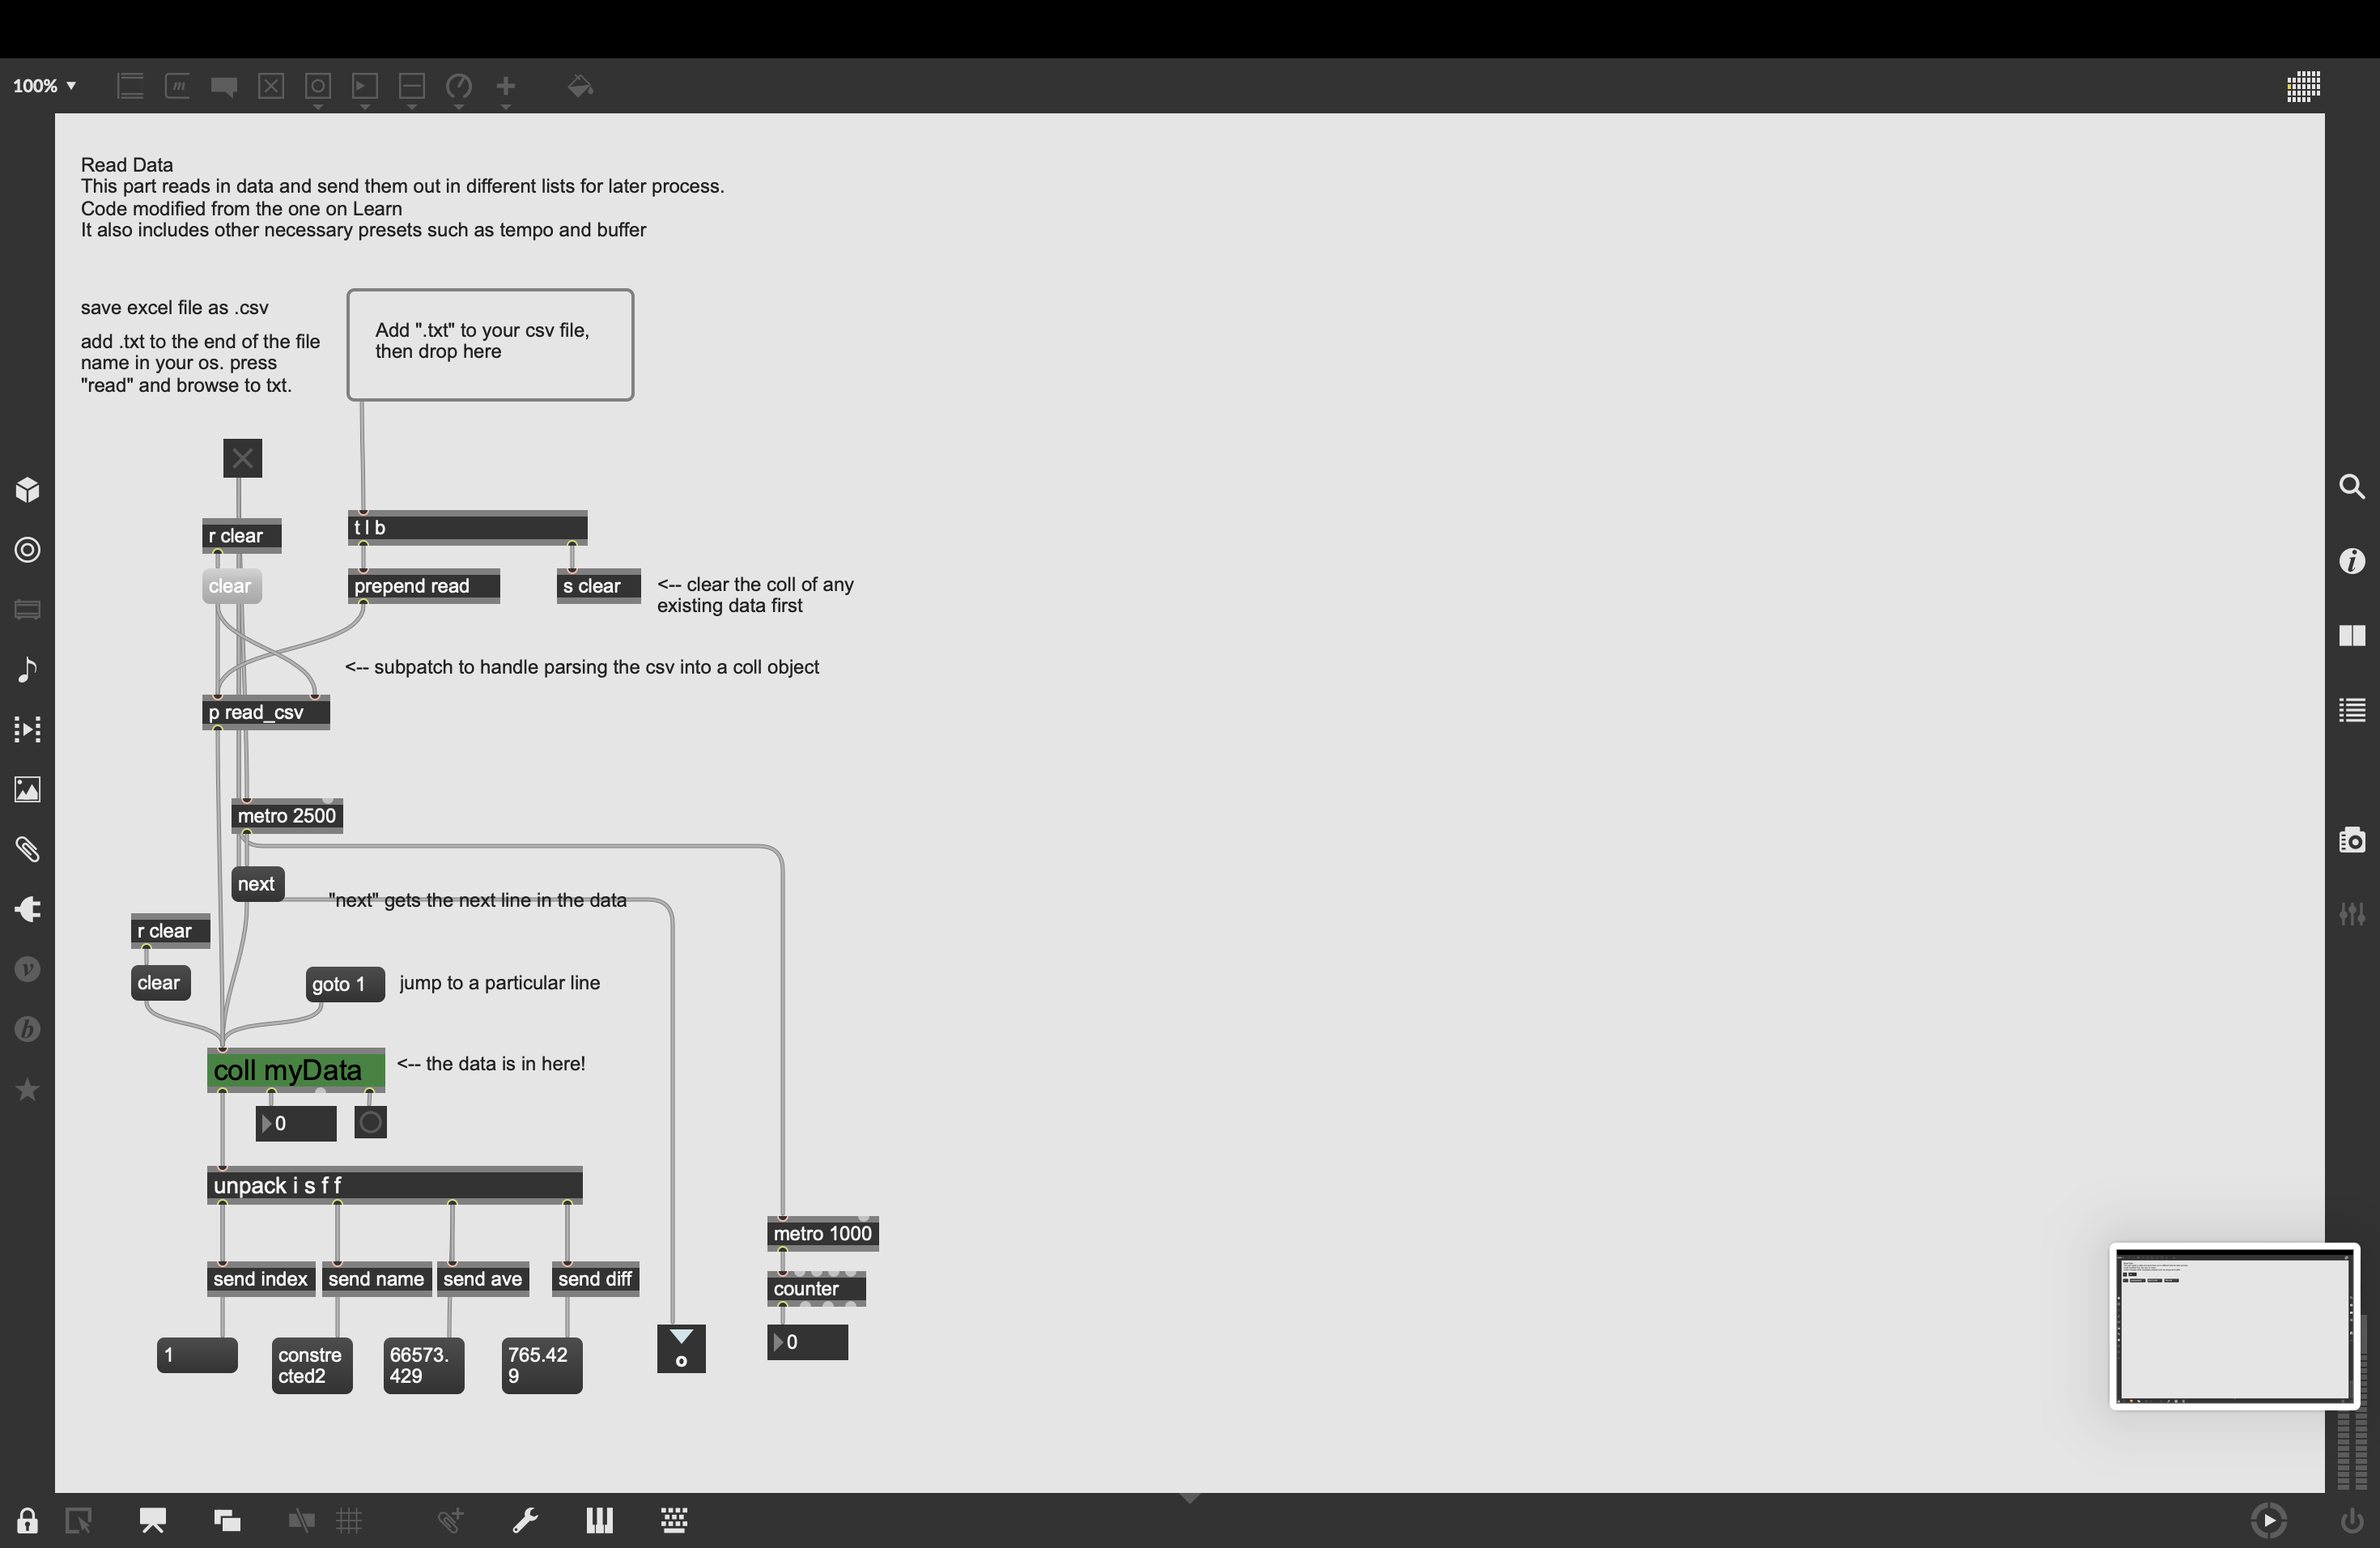 100%
Read Data
This part reads in data and send them out in different lists for later process.
Code modified from the one on Learn
It also includes other necessary presets such as tempo and buffer
save excel file as .csv
add .txt to the end of the file
name in your os. press
"read" and browse to txt.
Add ".txt" to your csv file,
then drop here
r clear
t l b
clear
prepend read
s clear
<-- clear the coll of any
existing data first
<-- subpatch to handle parsing the csv into a coll object
p read_csv
metro 2500
next
"next" gets the next line in the data
r clear
clear
goto 1
jump to a particular line
coll myData
<-- the data is in here!
0
unpack i s f f
metro 1000
send index
send name
send ave
send diff
counter
1
constre
cted2
66573.
429
765.42
9
o
0